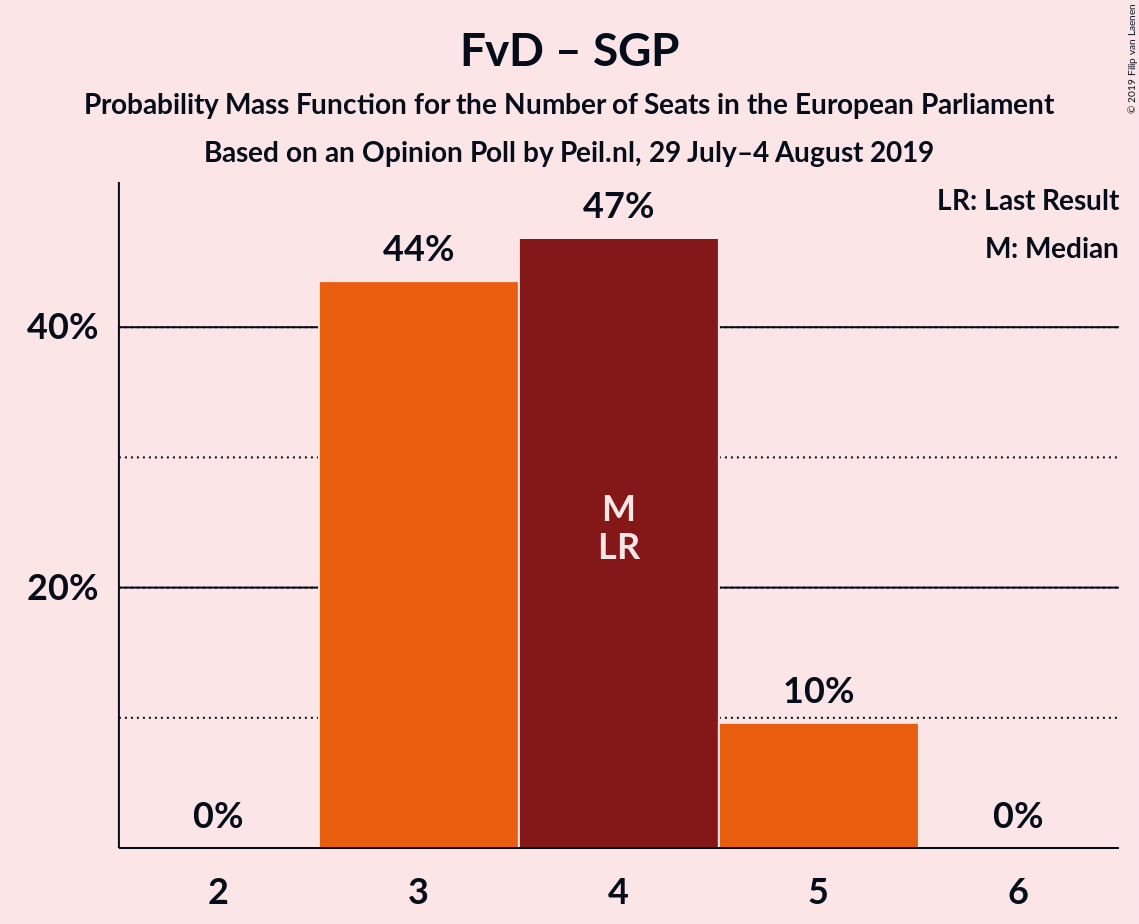 FvD – SGP
Probability Mass Function for the Number of Seats in the European Parliament
Based on an Opinion Poll by Peil.nl, 29 July–4 August 2019
© 2019 Filip van Laenen
LR: Last Result
M: Median
47%
44%
40%
M
LR
20%
10%
0%
0%
2
3
4
5
6